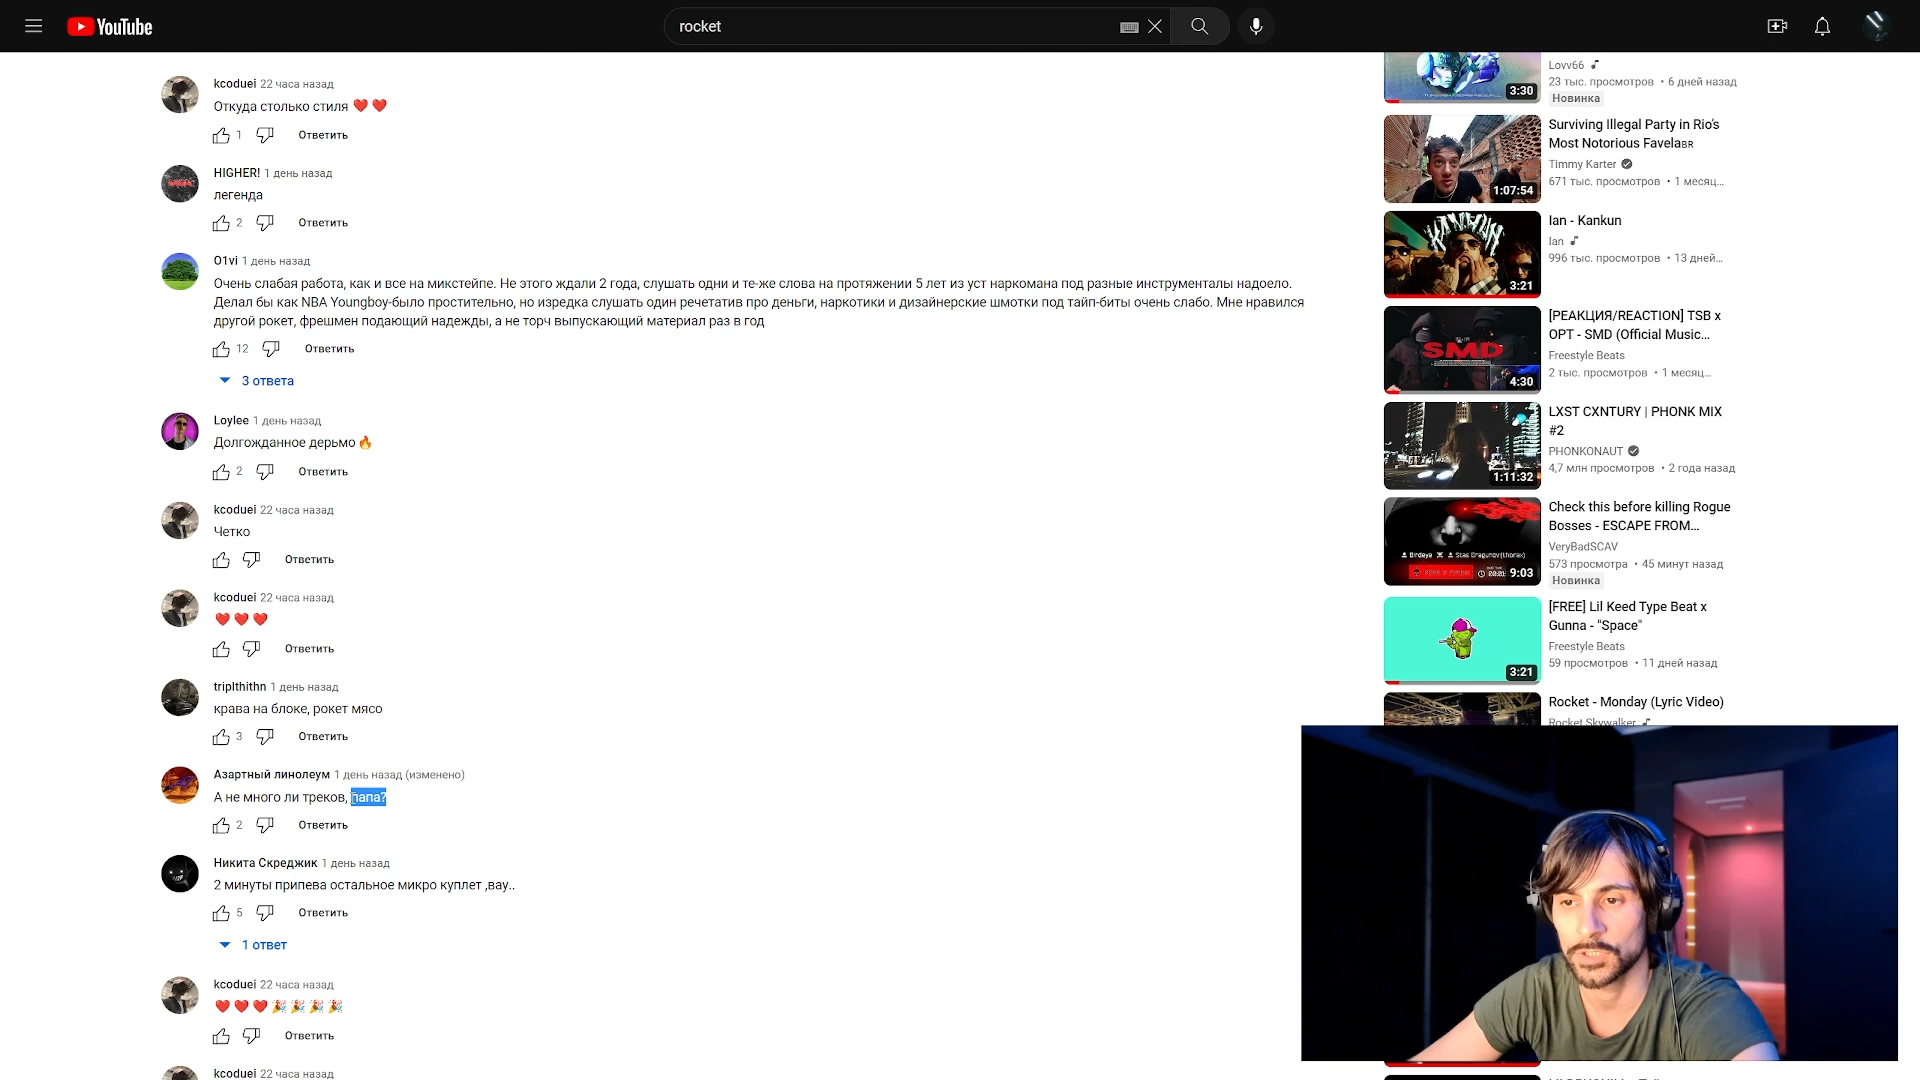 YouTube
rocket
kcoduei 22 часа назад
Откуда столько стиля ❤️ ❤️
1
Ответить
HIGHER! 1 день назад
легенда
2
Ответить
O1vi 1 день назад
Очень слабая работа, как и все на микстейпе. Не этого ждали 2 года, слушать одни и те-же слова на протяжении 5 лет из уст наркомана под разные инструменталы надоело.
Делал бы как NBA Youngboy-было простительно, но изредка слушать один речетатив про деньги, наркотики и дизайнерские шмотки под тайп-биты очень слабо. Мне нравился
другой рокет, фрешмен подающий надежды, а не торч выпускающий материал раз в год
12
Ответить
3 ответа
Loylee 1 день назад
Долгожданное дерьмо 🔥
2
Ответить
kcoduei 22 часа назад
Четко
Ответить
kcoduei 22 часа назад
❤️ ❤️ ❤️
Ответить
triplthithn 1 день назад
крава на блоке, рокет мясо
3
Ответить
Азартный линолеум 1 день назад (изменено)
А не много ли треков, папа?
2
Ответить
Никита Скреджик 1 день назад
2 минуты припева остальное микро куплет ,вау..
5
Ответить
1 ответ
kcoduei 22 часа назад
❤️ ❤️ ❤️ 🎉 🎉 🎉 🎉
Ответить
kcoduei 22 часа назад
3:30
Lovv66
23 тыс. просмотров • 6 дней назад
Новинка
1:07:54
Surviving Illegal Party in Rio's
Most Notorious Favela🇧🇷
Timmy Karter
671 тыс. просмотров • 1 месяц...
KANKUN
3:21
Ian - Kankun
Ian
996 тыс. просмотров • 13 дней...
SMD
4:30
[РЕАКЦИЯ/REACTION] TSB x
OPT - SMD (Official Music...
Freestyle Beats
2 тыс. просмотров • 1 месяц...
1:11:32
LXST CXNTURY | PHONK MIX
#2
PHONKONAUT
4,7 млн просмотров • 2 года назад
Birdeye
Stas Dragunov(thorax)
9:03
Check this before killing Rogue
Bosses - ESCAPE FROM...
VeryBadSCAV
573 просмотра • 45 минут назад
Новинка
3:21
[FREE] Lil Keed Type Beat x
Gunna - "Space"
Freestyle Beats
59 просмотров • 11 дней назад
Rocket - Monday (Lyric Video)
Rocket Skywalker